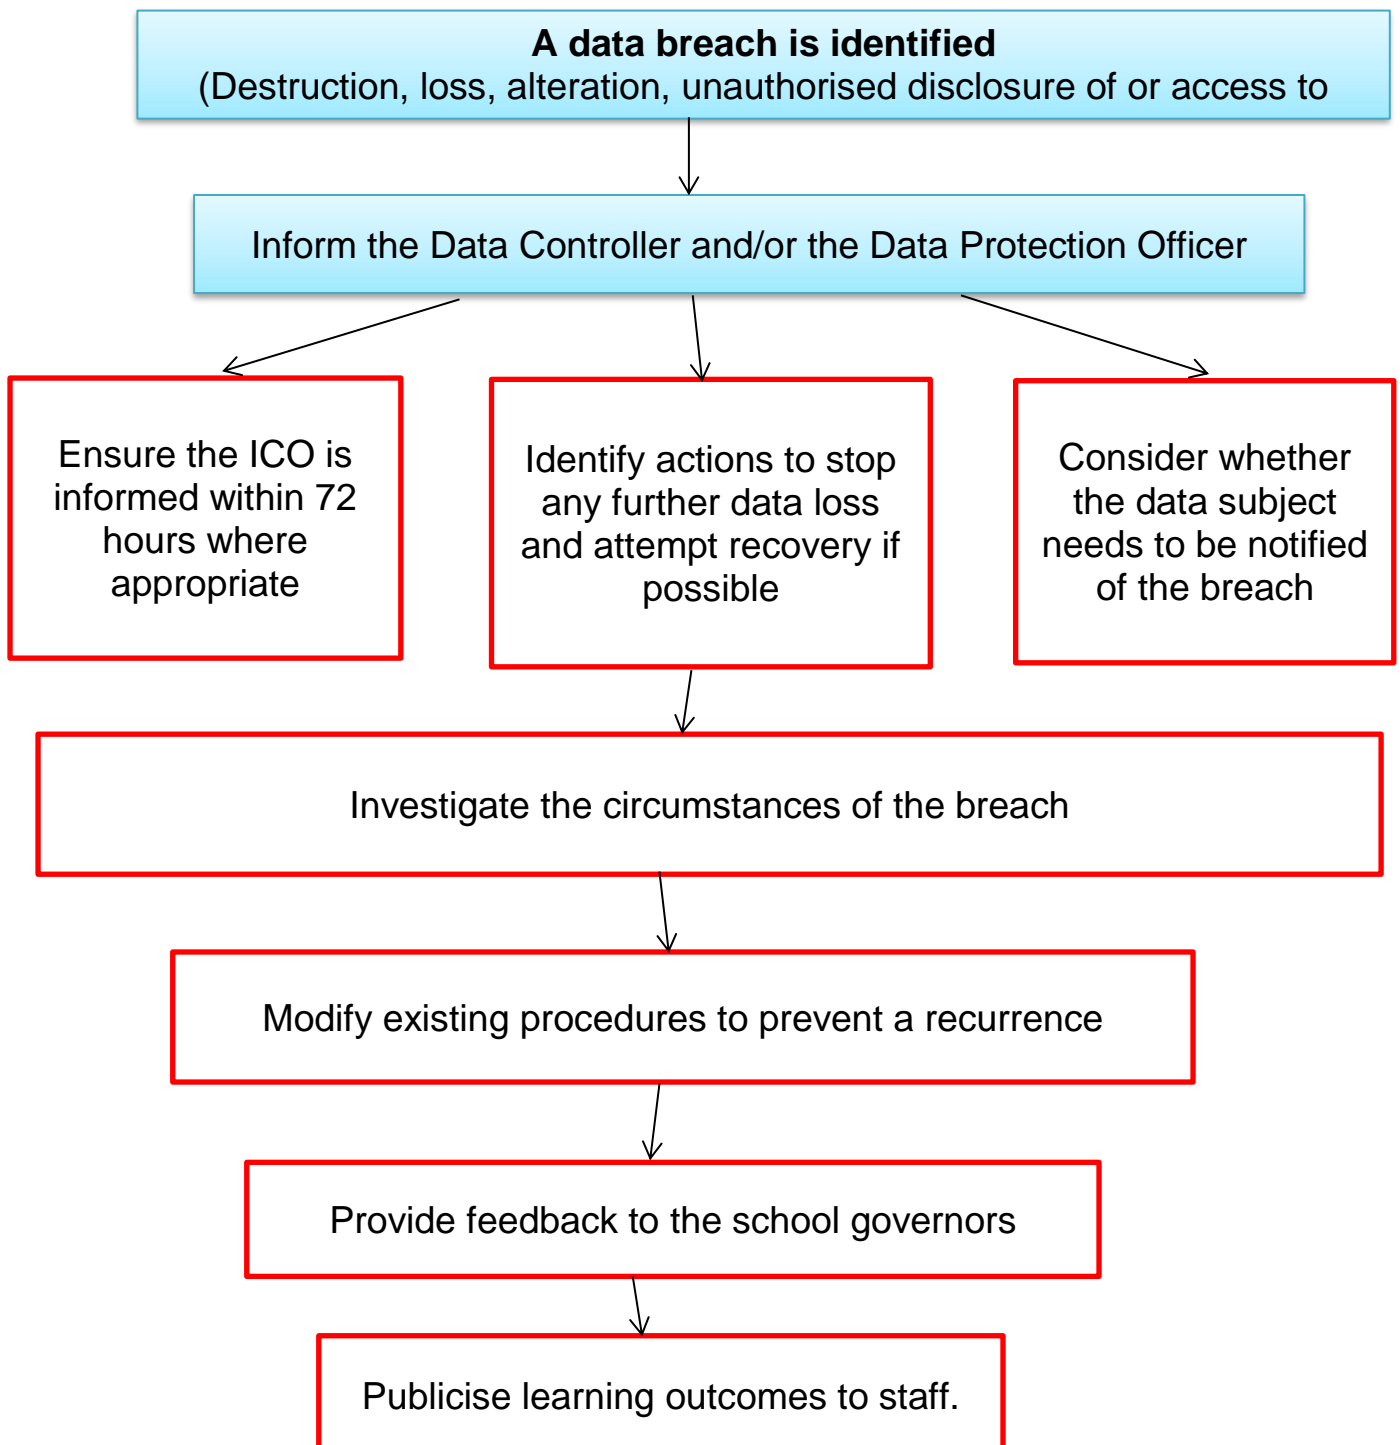 A data breach is identified
(Destruction, loss, alteration, unauthorised disclosure of or access to
Inform the Data Controller and/or the Data Protection Officer
Ensure the ICO is
informed within 72
hours where
appropriate
Identify actions to stop
any further data loss
and attempt recovery if
possible
Consider whether
the data subject
needs to be notified
of the breach
Investigate the circumstances of the breach
Modify existing procedures to prevent a recurrence
Provide feedback to the school governors
Publicise learning outcomes to staff.